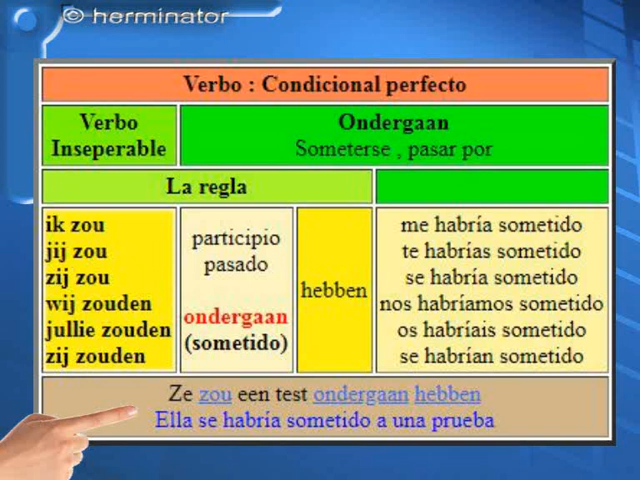 © herminator
Verbo : Condicional perfecto
Verbo
Inseperable
Ondergaan
Someterse , pasar por
La regla
ik zou
jij zou
zij zou
wij zouden
jullie zouden
zij zouden
participio
pasado
ondergaan
(sometido)
hebben
me habría sometido
te habrías sometido
se habría sometido
nos habríamos sometido
os habríais sometido
se habrían sometido
Ze zou een test ondergaan hebben
Ella se habría sometido a una prueba